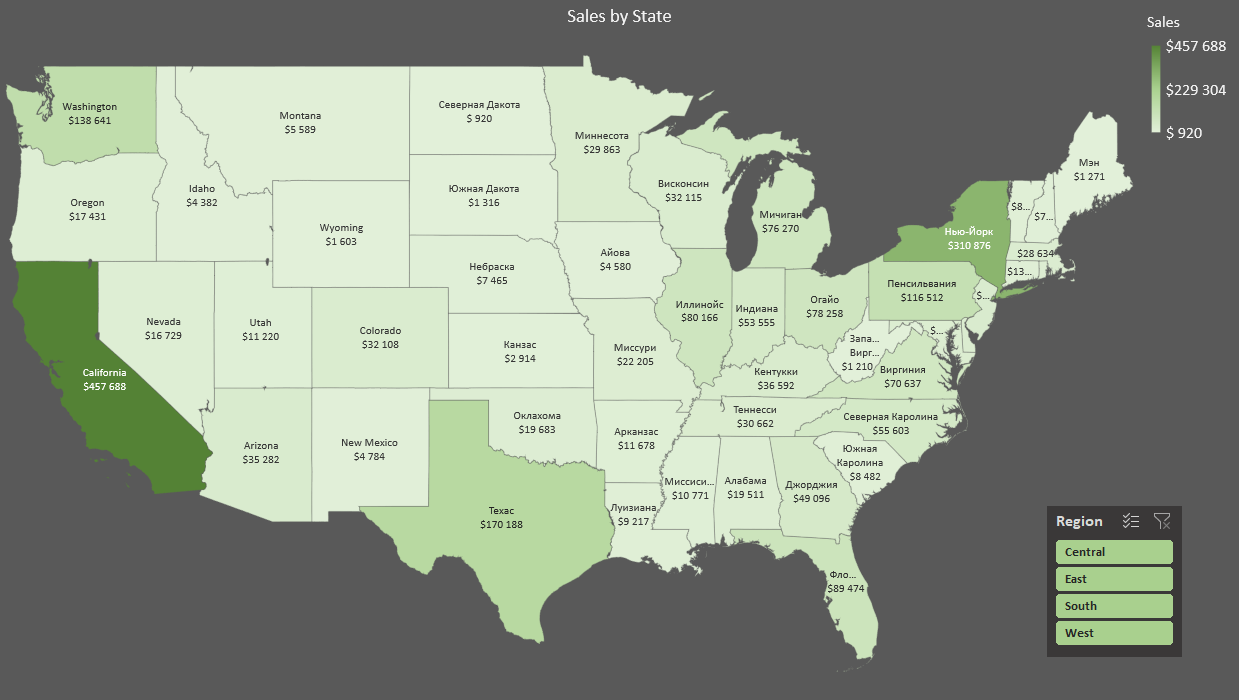 Sales by State
Sales
$457 688
$229 304
$ 920
Washington
$138 641
Montana
$5 589
Северная Дакота
$ 920
Миннесота
$29 863
Мэн
$1 271
Oregon
$17 431
Idaho
$4 382
Южная Дакота
$1 316
Висконсин
$32 115
Мичиган
$76 270
$8...
$7...
Wyoming
$1 603
Нью-Йорк
$310 876
Айова
$4 580
$28 634
Небраска
$7 465
$13...
Пенсильвания
$116 512
$...
Иллинойс
$80 166
Индиана
$53 555
Огайо
$78 258
Nevada
$16 729
Utah
$11 220
Colorado
$32 108
$...
Канзас
$2 914
Миссури
$22 205
Запа...
Вирг...
$1 210
California
$457 688
Кентукки
$36 592
Виргиния
$70 637
Теннесси
$30 662
Северная Каролина
$55 603
Оклахома
$19 683
Арканзас
$11 678
Arizona
$35 282
New Mexico
$4 784
Южная
Каролина
$8 482
Миссиси...
$10 771
Алабама
$19 511
Джорджия
$49 096
Техас
$170 188
Луизиана
$9 217
Фло...
$89 474
Region
Central
East
South
West